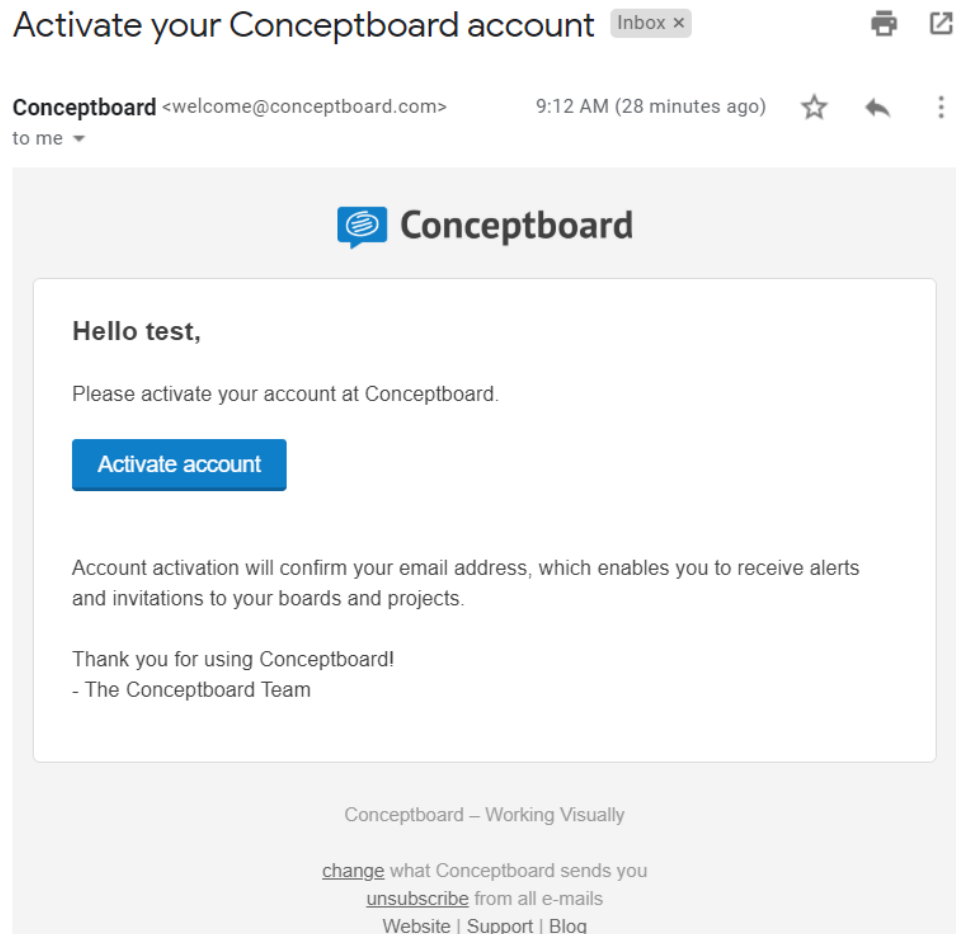 Activate your Conceptboard account Inbox ×
Conceptboard <welcome@conceptboard.com> 9:12 AM (28 minutes ago)
to me
Conceptboard
Hello test,
Please activate your account at Conceptboard.
Activate account
Account activation will confirm your email address, which enables you to receive alerts
and invitations to your boards and projects.
Thank you for using Conceptboard!
- The Conceptboard Team
Conceptboard – Working Visually
change what Conceptboard sends you
unsubscribe from all e-mails
Website | Support | Blog